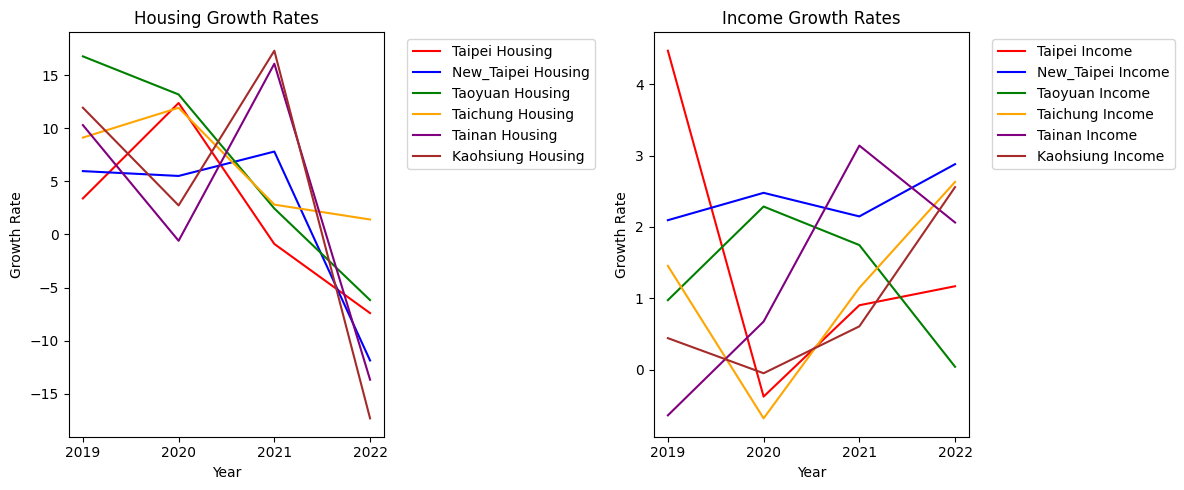 Housing Growth Rates
Growth Rate
15
10
5
0
−5
−10
−15
2019 2020 2021 2022
Year
Taipei Housing
New_Taipei Housing
Taoyuan Housing
Taichung Housing
Tainan Housing
Kaohsiung Housing
Income Growth Rates
Growth Rate
4
3
2
1
0
2019 2020 2021 2022
Year
Taipei Income
New_Taipei Income
Taoyuan Income
Taichung Income
Tainan Income
Kaohsiung Income